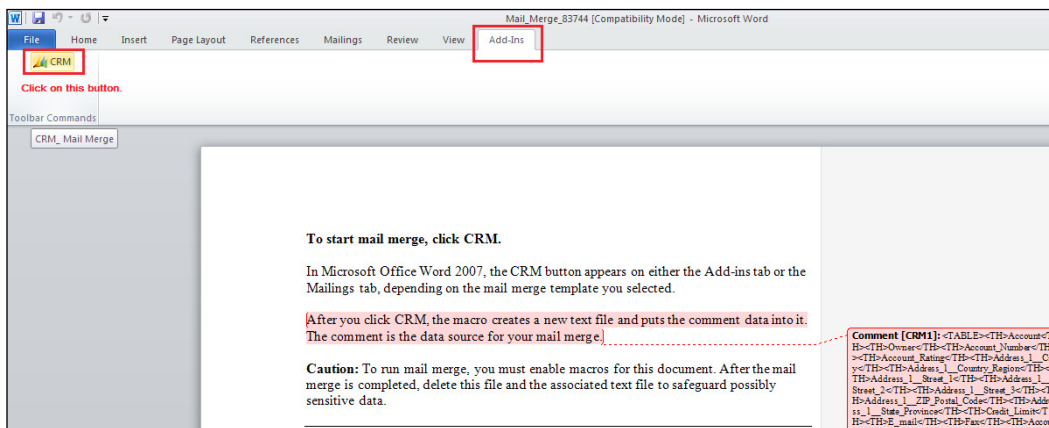 Mail_Merge_83744 [Compatibility Mode] - Microsoft Word
File Home Insert Page Layout References Mailings Review View Add-Ins
CRM
Click on this button.
Toolbar Commands
CRM_ Mail Merge
To start mail merge, click CRM.
In Microsoft Office Word 2007, the CRM button appears on either the Add-ins tab or the
Mailings tab, depending on the mail merge template you selected.
After you click CRM, the macro creates a new text file and puts the comment data into it.
The comment is the data source for your mail merge.
Caution: To run mail merge, you must enable macros for this document. After the mail
merge is completed, delete this file and the associated text file to safeguard possibly
sensitive data.
Comment [CRM1]: <TABLE><TH>Account</T
H><TH>Owner</TH><TH>Account_Number</TH
><TH>Account_Rating</TH><TH>Address_1__C
y</TH><TH>Address_1__Country_Region</TH><
TH>Address_1__Street_1</TH><TH>Address_1__
Street_2</TH><TH>Address_1__Street_3</TH><T
H>Address_1__ZIP_Postal_Code</TH><TH>Addre
ss_1__State_Province</TH><TH>Credit_Limit</T
H><TH>E_mail</TH><TH>Fax</TH><TH>Accou